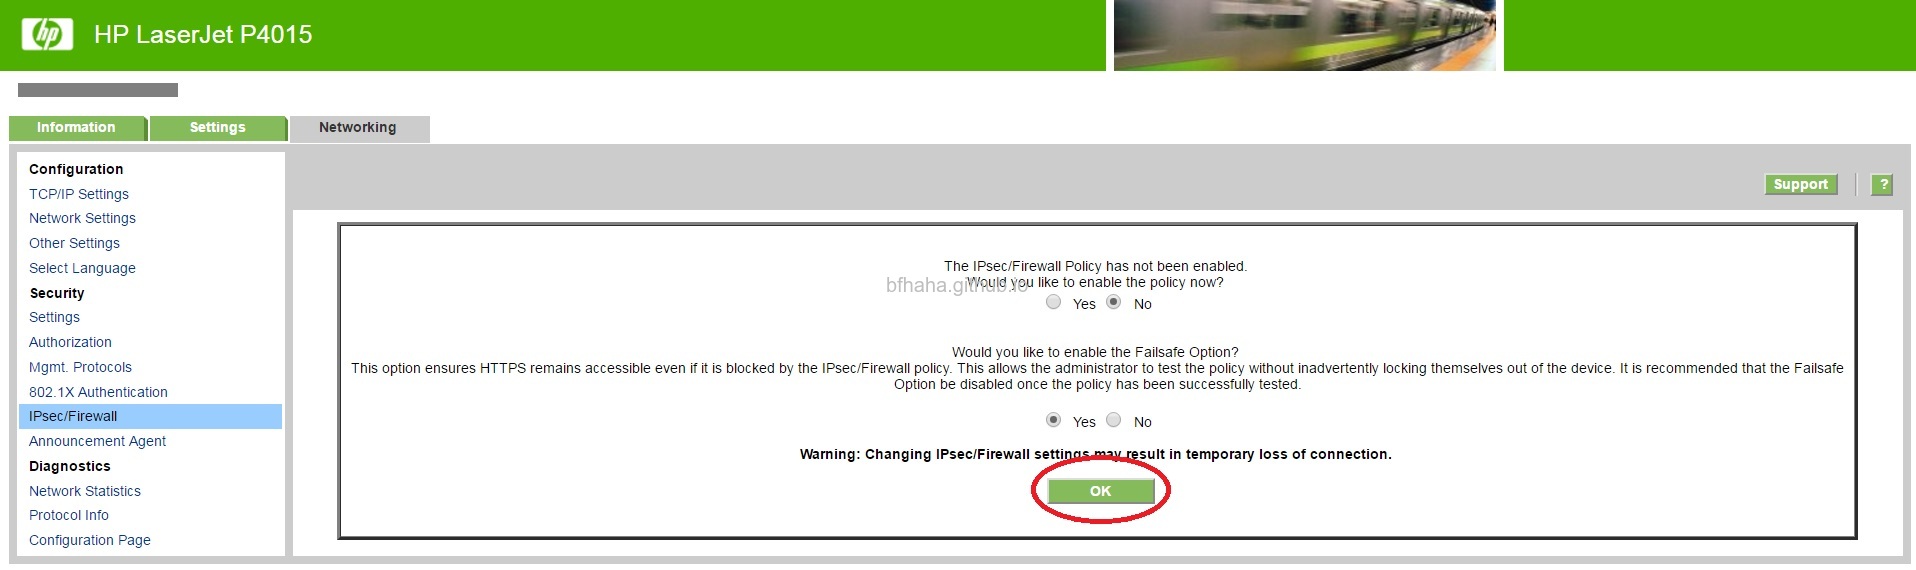 hp HP LaserJet P4015
Information Settings Networking
Configuration
TCP/IP Settings
Network Settings
Other Settings
Select Language
Security
Settings
Authorization
Mgmt. Protocols
802.1X Authentication
IPsec/Firewall
Announcement Agent
Diagnostics
Network Statistics
Protocol Info
Configuration Page
Support ?
The IPsec/Firewall Policy has not been enabled.
Would you like to enable the policy now?
bfhaha.github.io
Yes No
Would you like to enable the Failsafe Option?
This option ensures HTTPS remains accessible even if it is blocked by the IPsec/Firewall policy. This allows the administrator to test the policy without inadvertently locking themselves out of the device. It is recommended that the Failsafe
Option be disabled once the policy has been successfully tested.
Yes No
Warning: Changing IPsec/Firewall settings may result in temporary loss of connection.
OK